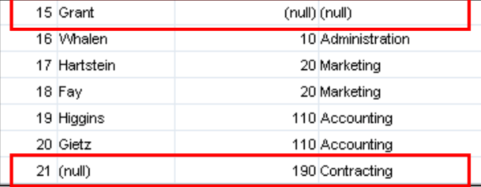 15 Grant (null) (null)
16 Whalen 10 Administration
17 Hartstein 20 Marketing
18 Fay 20 Marketing
19 Higgins 110 Accounting
20 Gietz 110 Accounting
21 (null) 190 Contracting